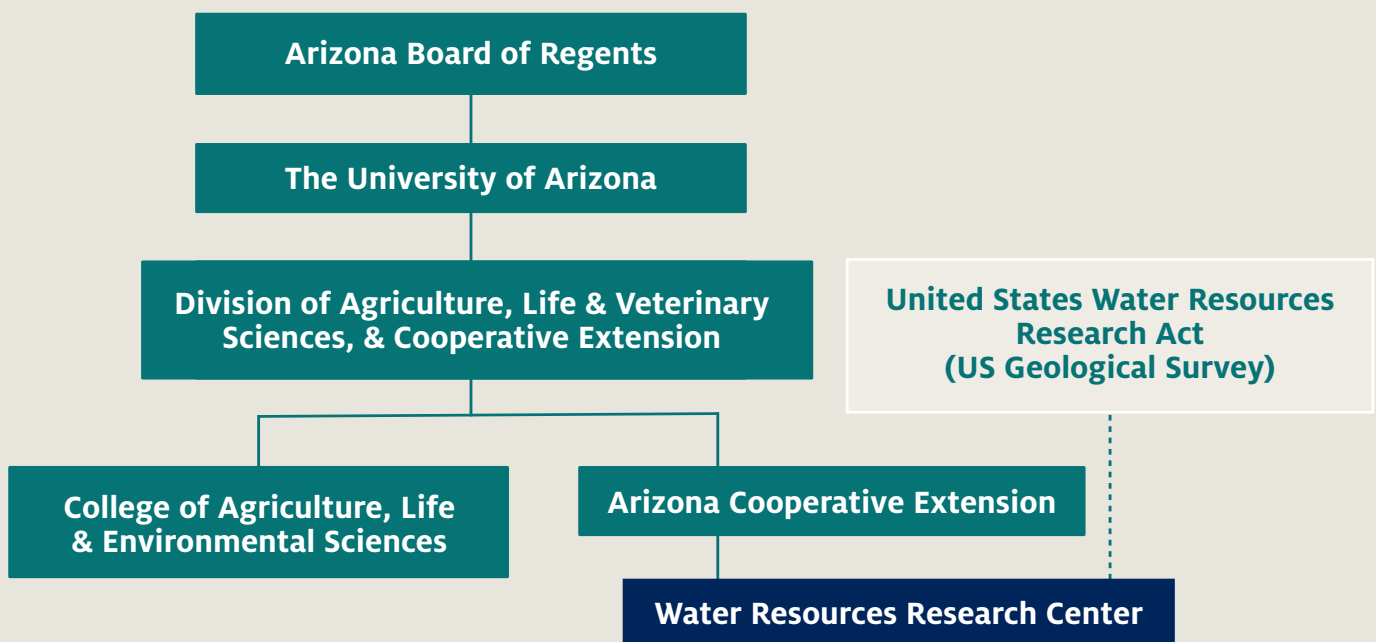 Arizona Board of Regents
The University of Arizona
Division of Agriculture, Life & Veterinary
Sciences, & Cooperative Extension
United States Water Resources
Research Act
(US Geological Survey)
College of Agriculture, Life
& Environmental Sciences
Arizona Cooperative Extension
Water Resources Research Center